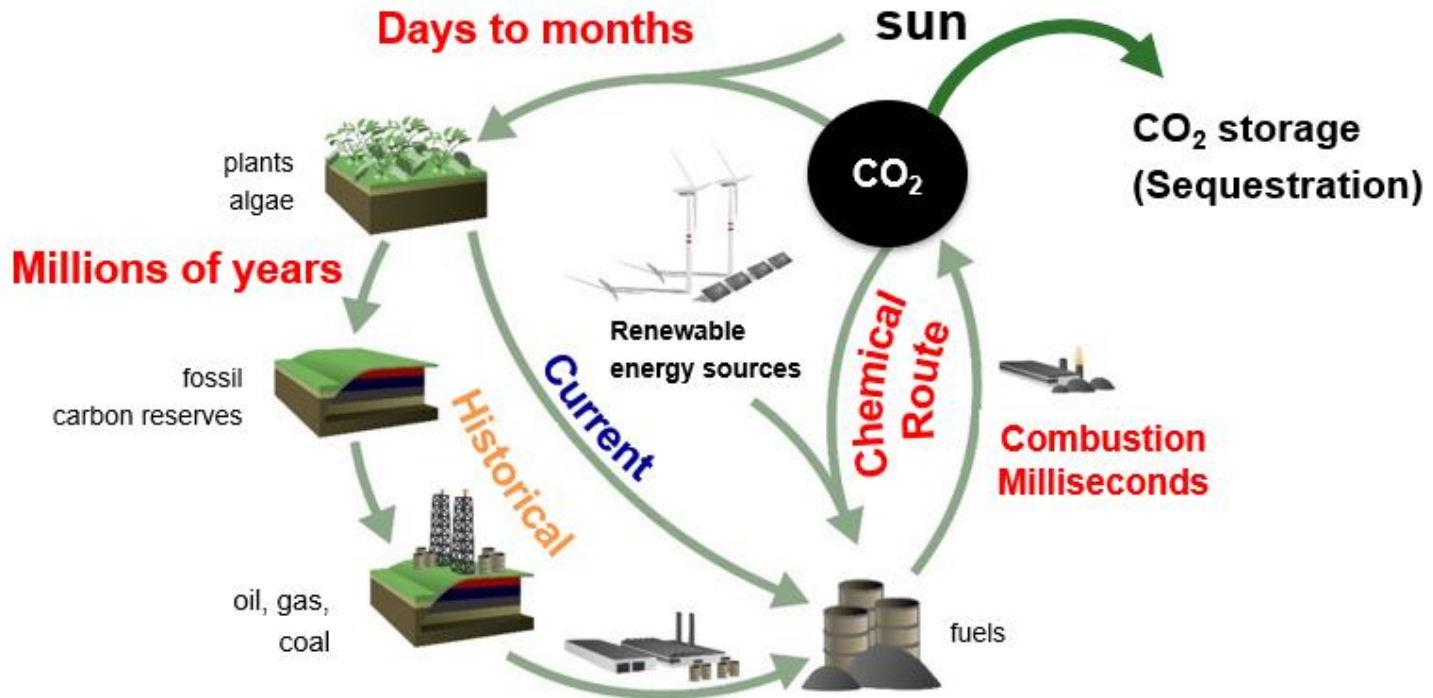 Days to months
sun
CO₂ storage
(Sequestration)
CO₂
plants
algae
Millions of years
Renewable
energy sources
Chemical
Route
fossil
carbon reserves
Historical
Current
Combustion
Milliseconds
oil, gas,
coal
fuels